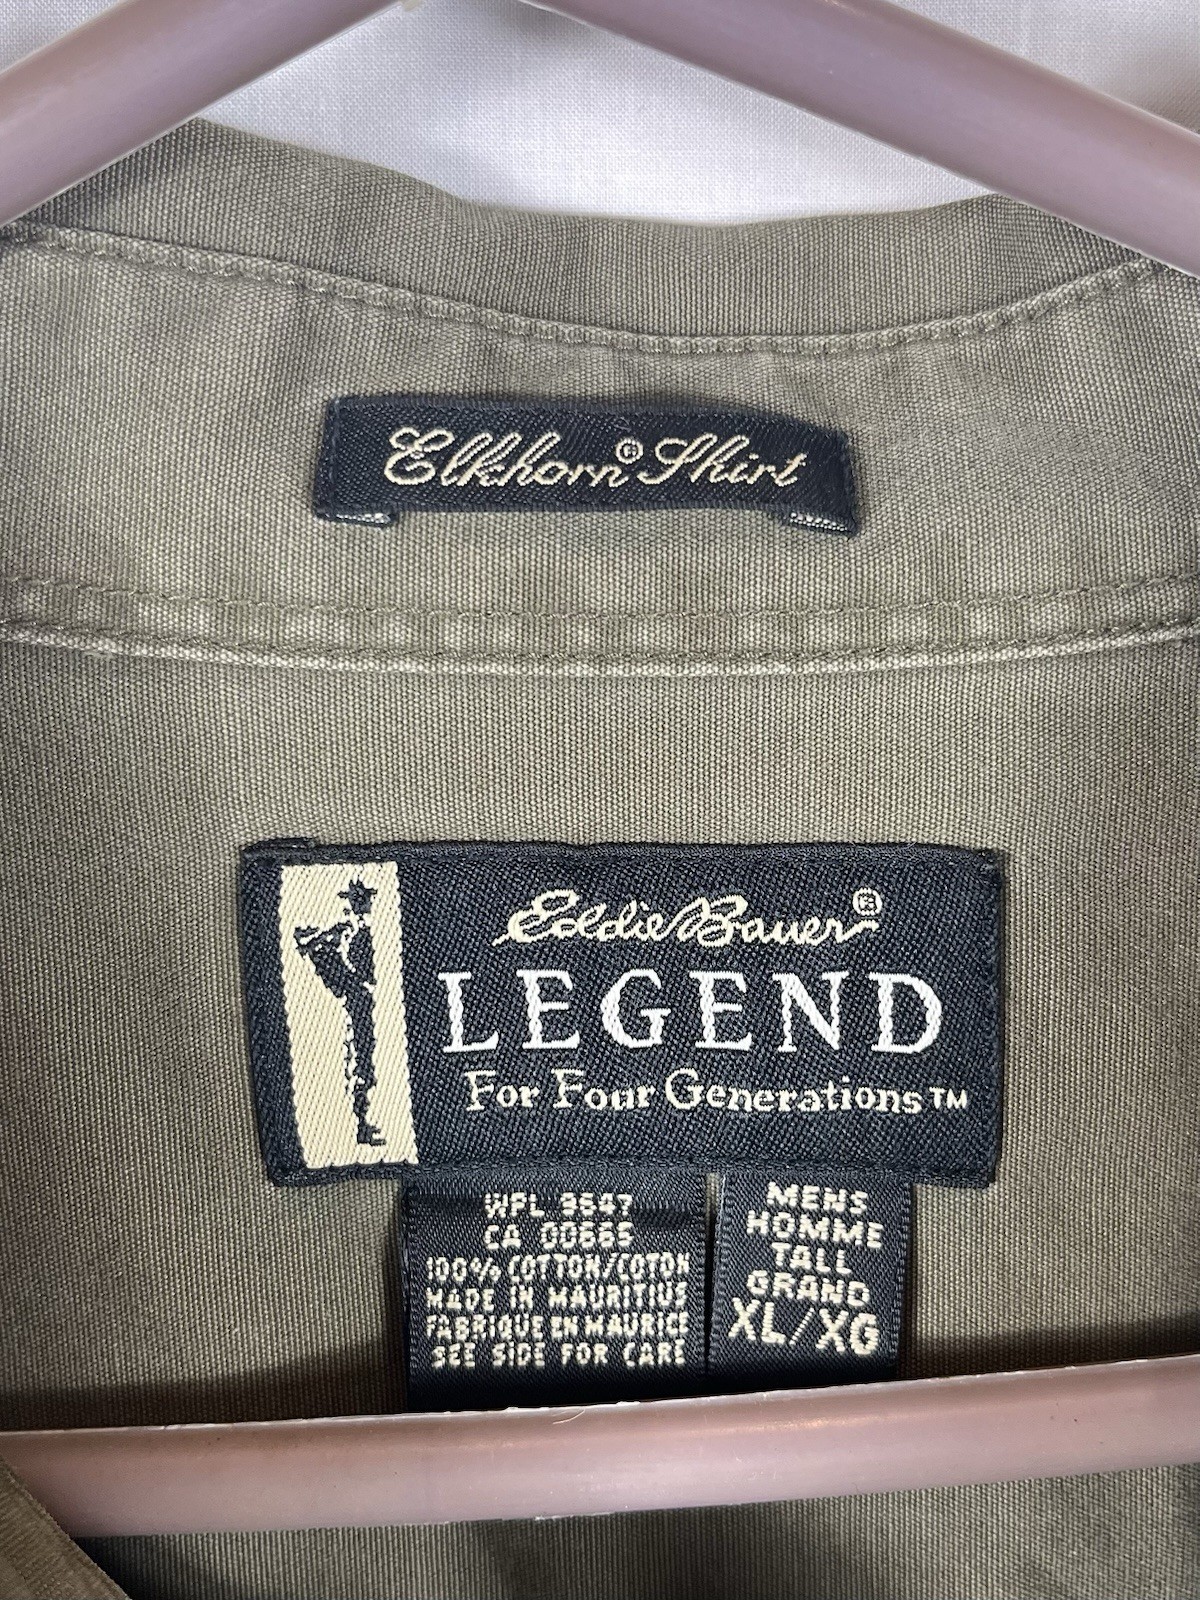 Elkhorn® Shirt
Eddie Bauer®
LEGEND
For Four Generations™
WPL 9547
CA 00665
100% COTTON/COTON
MADE IN MAURITIUS
FABRIQUE EN MAURICE
SEE SIDE FOR CARE
MENS
HOMME
TALL
GRAND
XL/XG